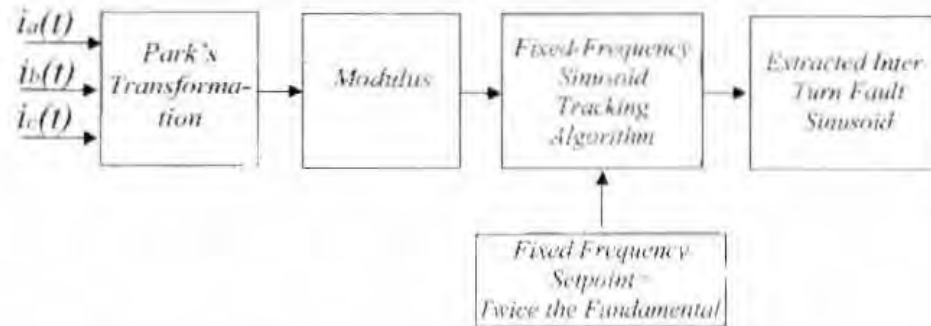 ia(t)
ib(t)
ic(t)
Park's
Transforma-
tion
Modulus
Fixed-Frequency
Sinusoid
Tracking
Algorithm
Extracted Inter
Turn Fault
Sinusoid
Fixed Frequency
Setpoint=
Twice the Fundamental